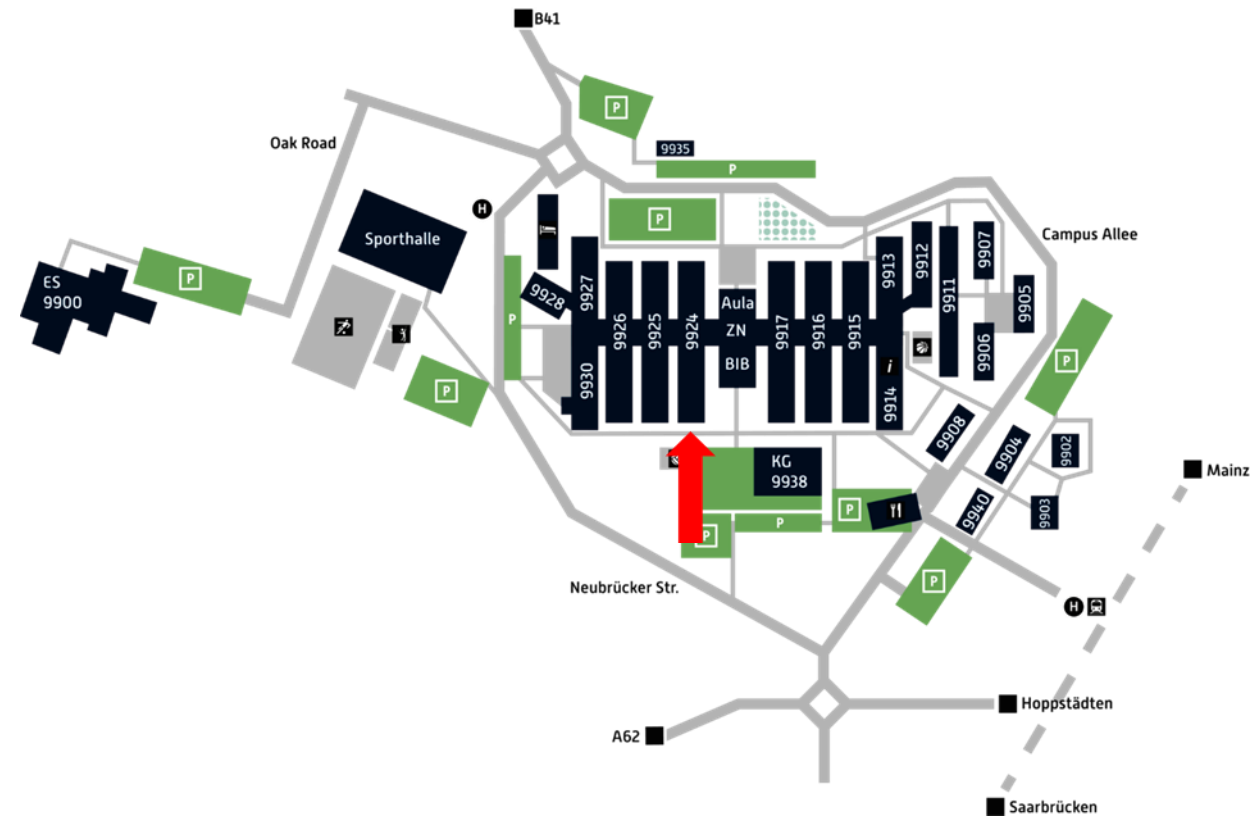 B41
P
9935
P
Oak Road
H
Sporthalle
P
Campus Allee
ES
9900
P
9928
9927
9926
9925
9924
Aula
ZN
BIB
9917
9916
9915
9913
9912
9911
9907
9905
9906
P
9930
i
9914
P
P
9908
9904
9902
KG
9938
Mainz
P
P
P
9940
9903
Neubrücker Str.
P
H
A62
Hoppstädten
Saarbrücken